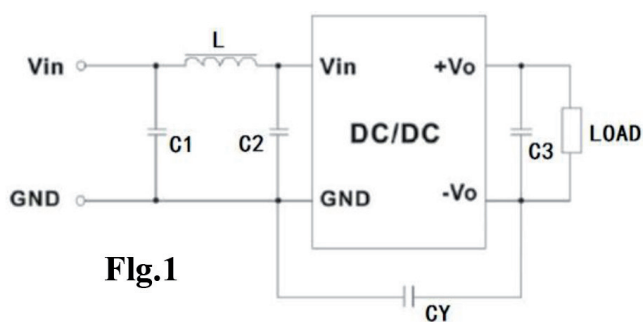 L
Vin
Vin
+Vo
C1
C2
DC/DC
C3
LOAD
GND
GND
-Vo
Flg.1
CY